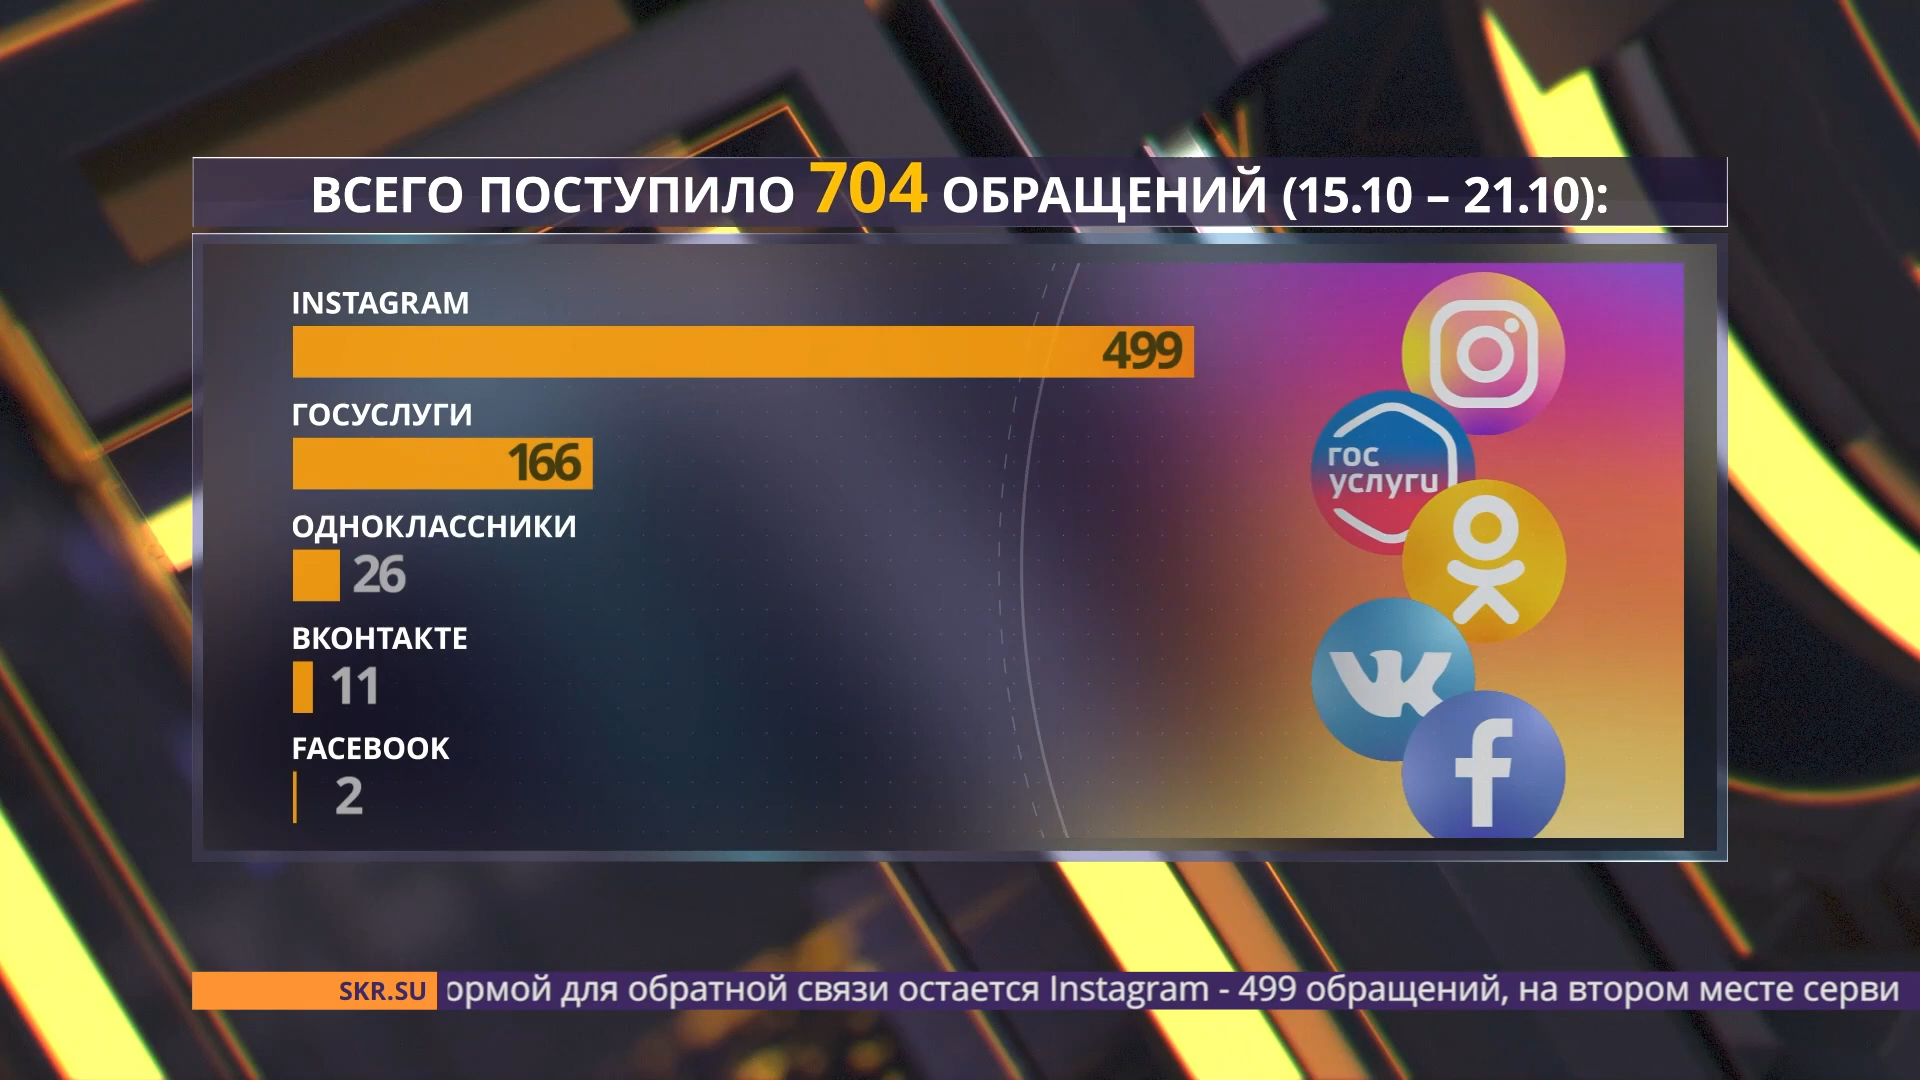 ВСЕГО ПОСТУПИЛО 704 ОБРАЩЕНИЙ (15.10 – 21.10):
INSTAGRAM
499
ГОСУСЛУГИ
166
ОДНОКЛАССНИКИ
26
ВКОНТАКТЕ
11
FACEBOOK
2
гос
услуги
SKR.SU ормой для обратной связи остается Instagram - 499 обращений, на втором месте серви